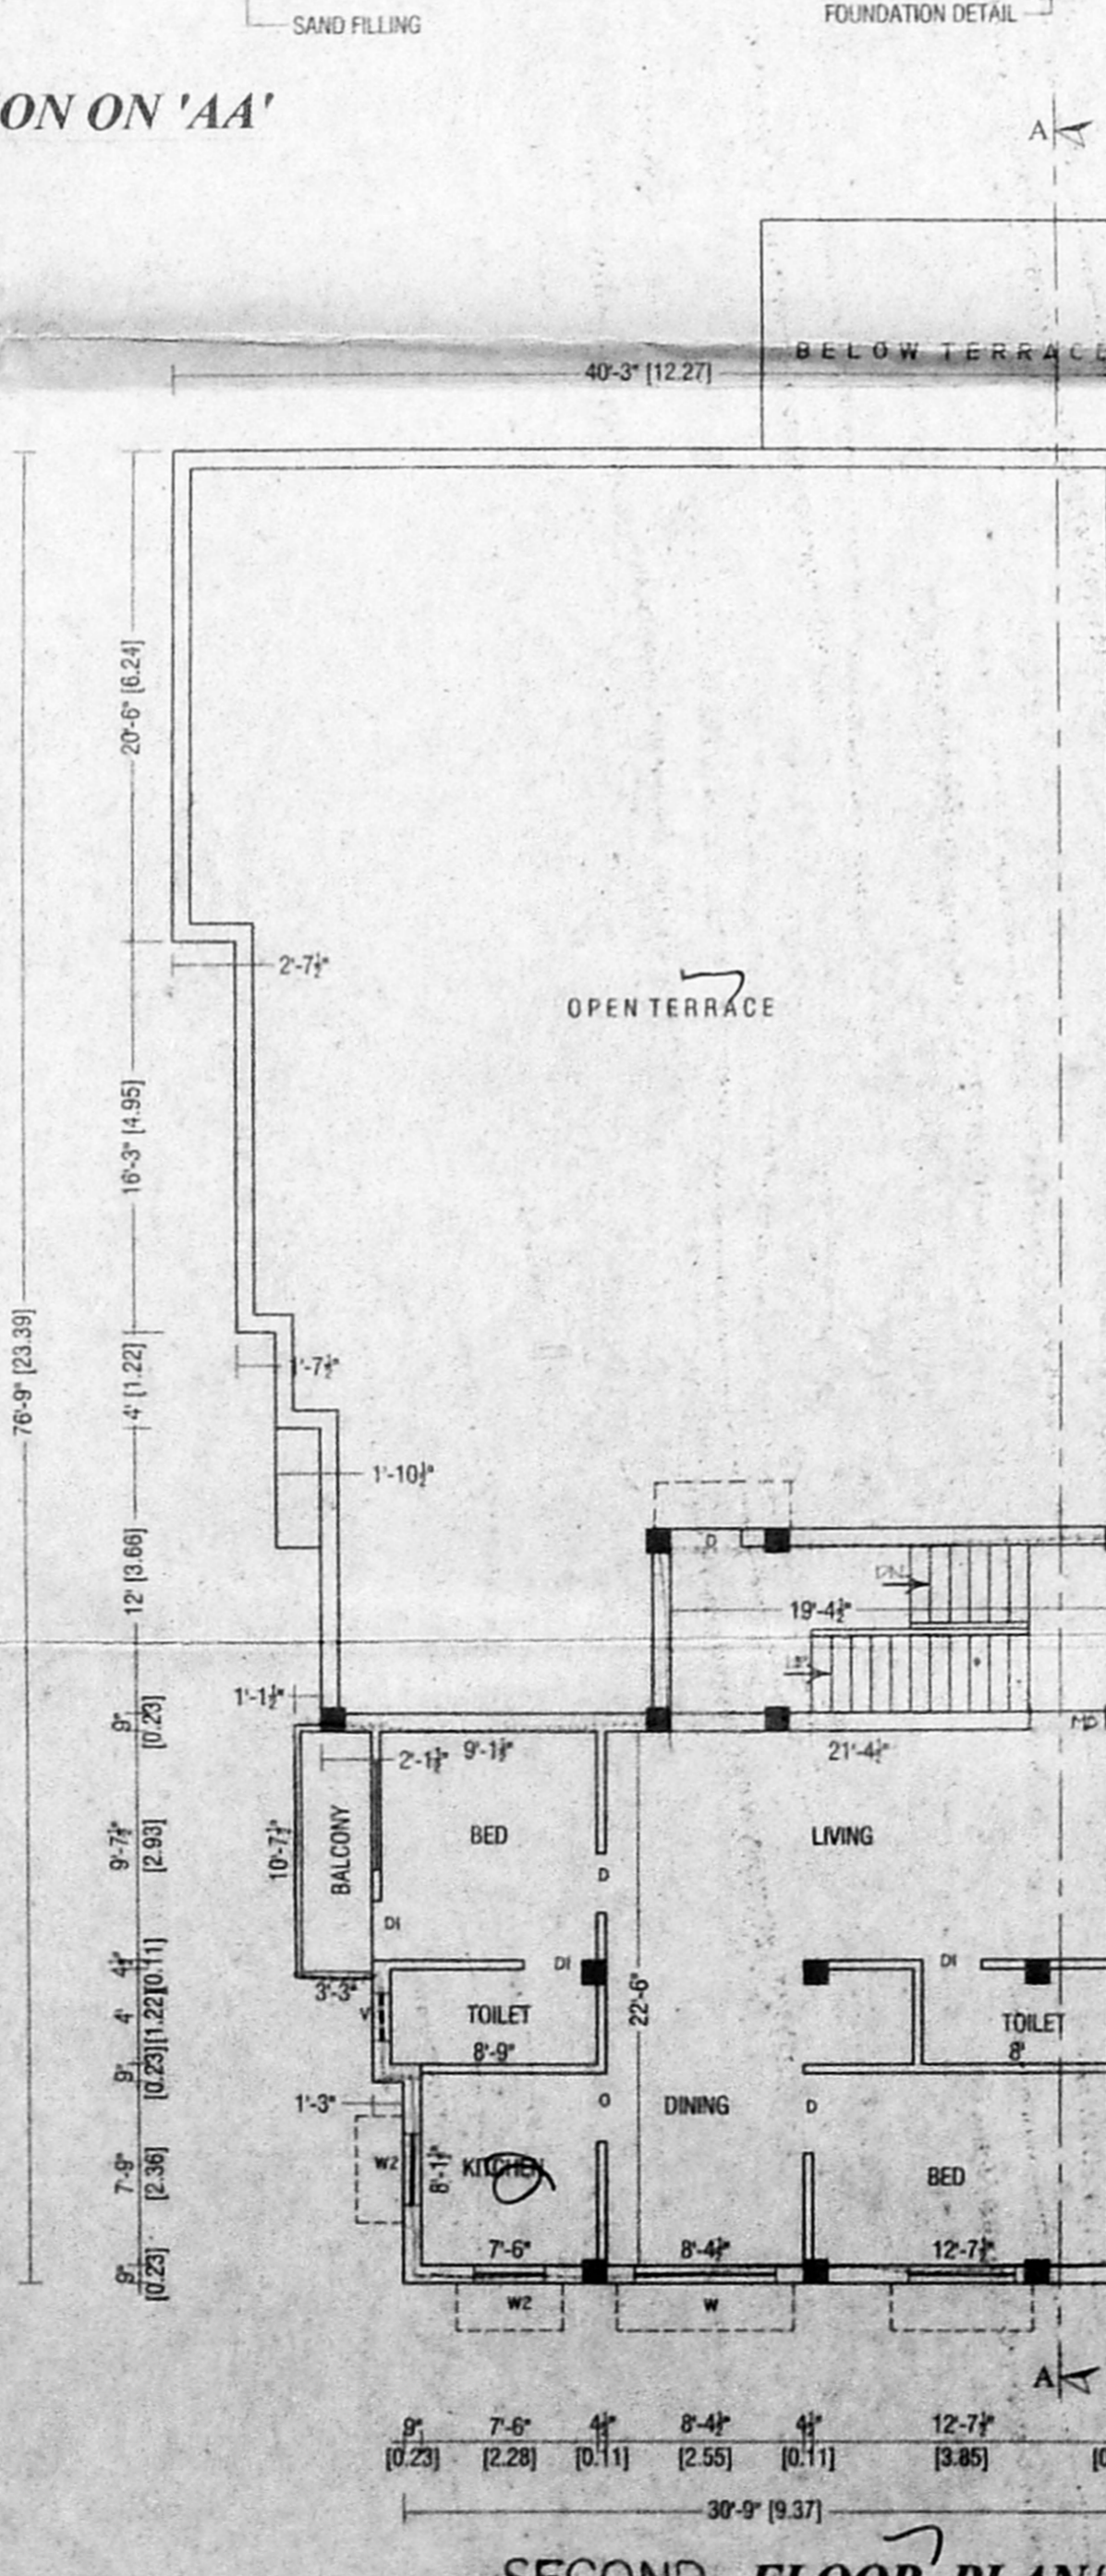 SAND FILLING
FOUNDATION DETAIL
ON ON 'AA'
A
BELOW TERRACE
40'-3" [12.27]
20'-6" [6.24]
2'-7½"
OPEN TERRACE
16'-3" [4.95]
76'-9" [23.39]
4' [1.22]
1'-7½"
1'-10½"
12' [3.66]
D
DN
19'-4½"
1'-1½"
9"
[0.23]
MD
2'-1½"
9'-1½"
21'-4½"
10'-7½"
BALCONY
BED
LIVING
9'-7½"
[2.93]
D
D1
4½"
[0.11]
D1
D1
3'-3"
V
22'-6"
4'
[1.22]
TOILET
8'-9"
TOILET
8'
9"
[0.23]
1'-3"
O
DINING
D
W2
8'-1½"
KITCHEN
BED
7'-9"
[2.36]
7'-6"
8'-4½"
12'-7½"
9"
[0.23]
W2
W
A
9" 7'-6" 4½" 8'-4½" 4½" 12'-7½"
[0.23] [2.28] [0.11] [2.55] [0.11] [3.85]
30'-9" [9.37]
SECOND FLOOR PLAN